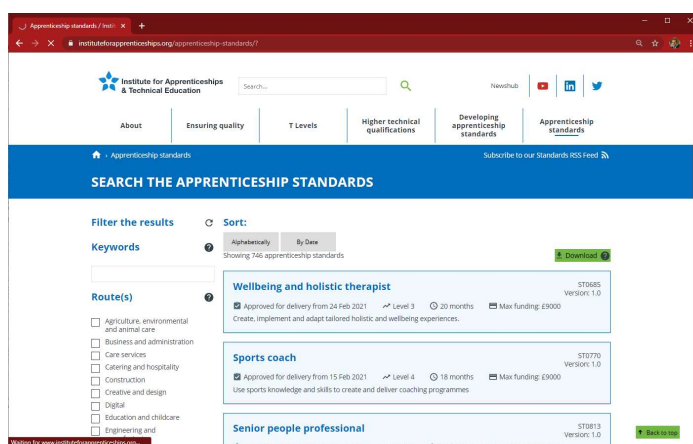 Apprenticeship standards / Instit
instituteforapprenticeships.org/apprenticeship-standards/?
Institute for Apprenticeships
& Technical Education
Search...
Newshub
About
Ensuring quality
T Levels
Higher technical
qualifications
Developing
apprenticeship
standards
Apprenticeship
standards
Apprenticeship standards
Subscribe to our Standards RSS Feed
SEARCH THE APPRENTICESHIP STANDARDS
Filter the results
Keywords
Route(s)
Agriculture, environmental
and animal care
Business and administration
Care services
Catering and hospitality
Construction
Creative and design
Digital
Education and childcare
Engineering and
Sort:
Alphabetically
By Date
Showing 746 apprenticeship standards
Download
Wellbeing and holistic therapist
ST0685
Version: 1.0
Approved for delivery from 24 Feb 2021 Level 3 20 months Max funding: £9000
Create, implement and adapt tailored holistic and wellbeing experiences.
Sports coach
ST0770
Version: 1.0
Approved for delivery from 15 Feb 2021 Level 4 18 months Max funding: £9000
Use sports knowledge and skills to create and deliver coaching programmes
Senior people professional
ST0813
Version: 1.0
Back to top
Waiting for www.instituteforapprenticeships.org...